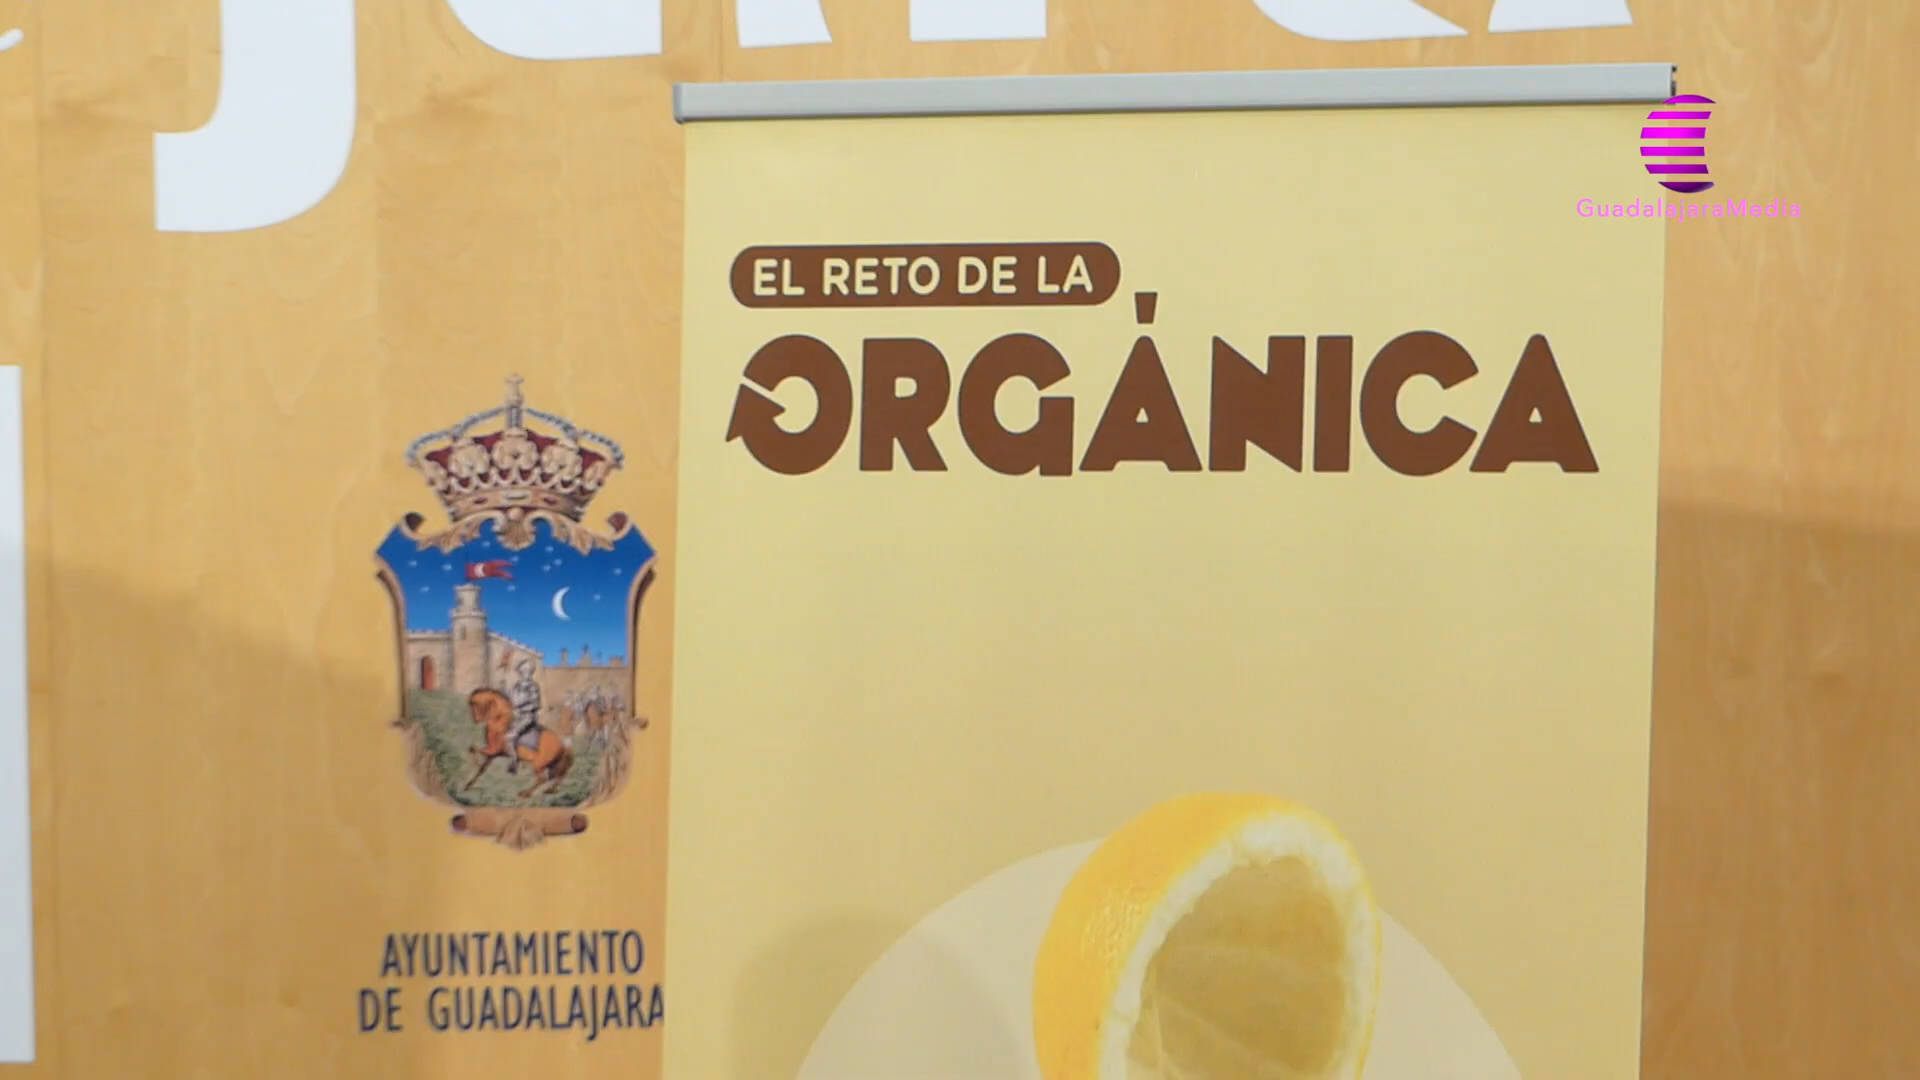 GuadalajaraMedia
EL RETO DE LA
ORGÁNICA
AYUNTAMIENTO
DE GUADALAJARA